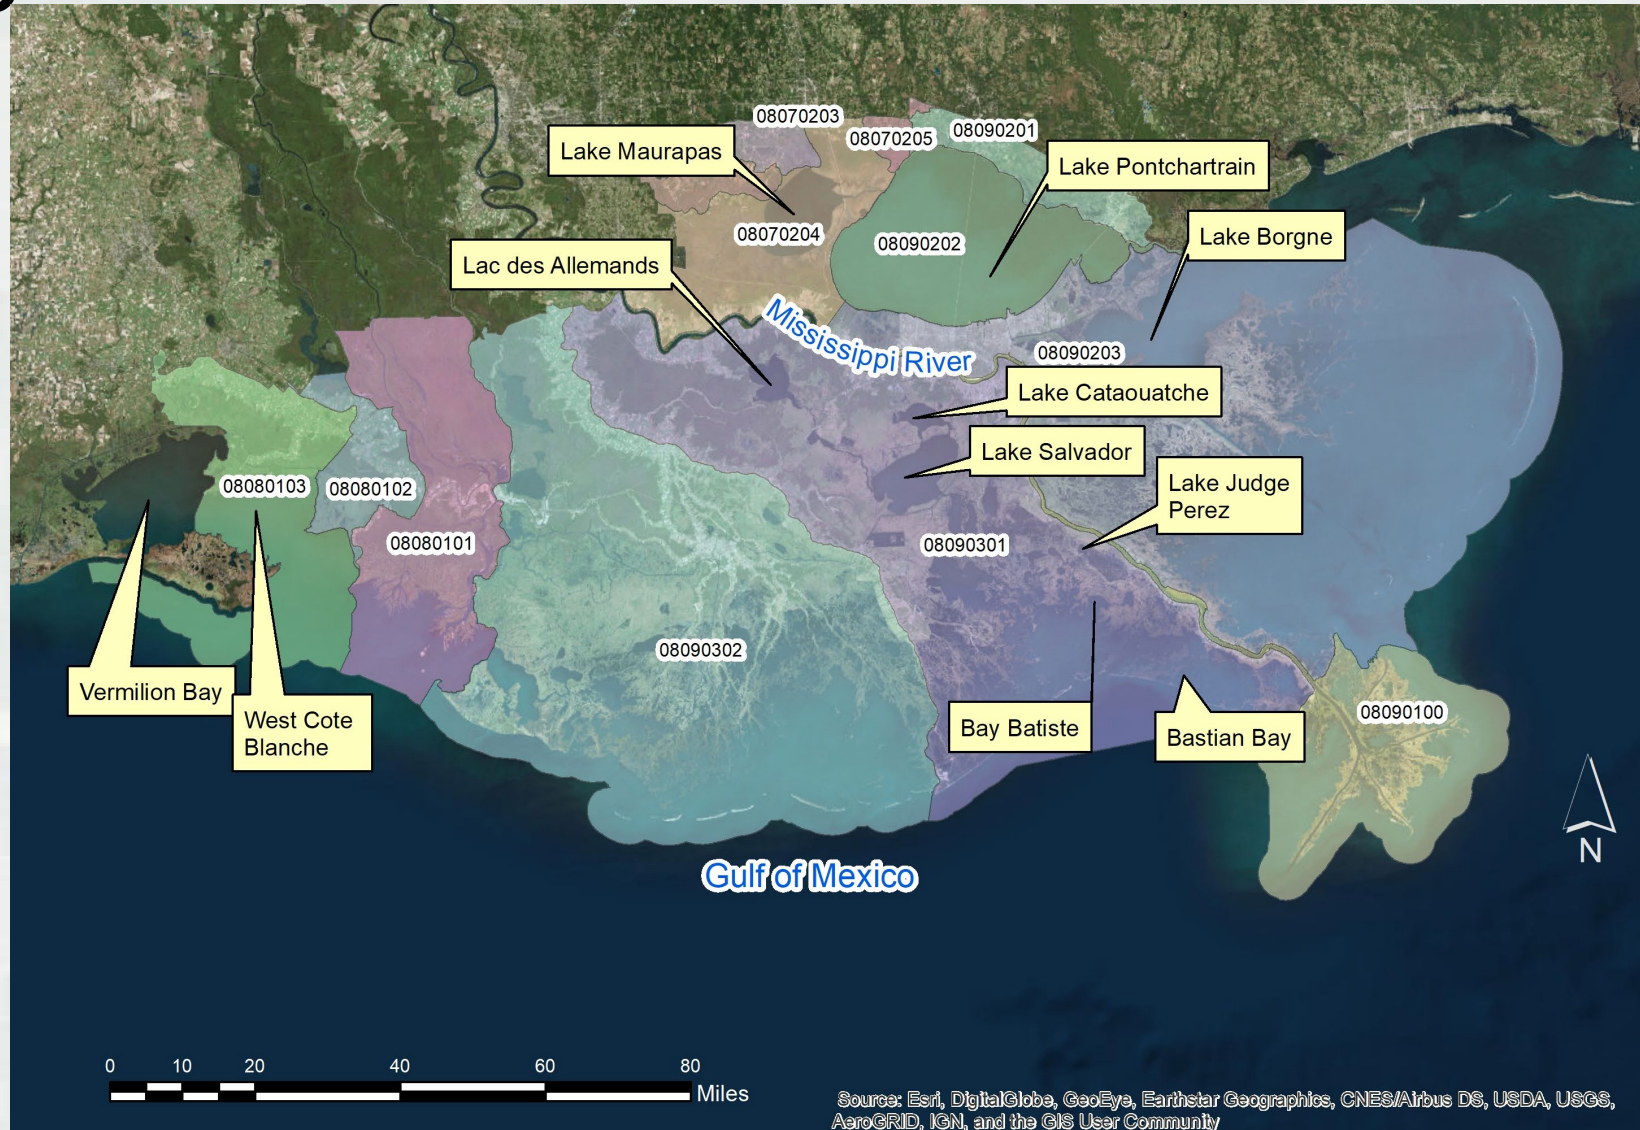 08070203
08070205
08090201
Lake Maurapas
Lake Pontchartrain
08070204
08090202
Lake Borgne
Lac des Allemands
Mississippi River
08090203
Lake Cataouatche
Lake Salvador
08080103
08080102
Lake Judge
Perez
08080101
08090301
08090302
Vermilion Bay
West Cote
Blanche
Bay Batiste
Bastian Bay
08090100
N
Gulf of Mexico
0 10 20 40 60 80
Miles
Source: Esri, DigitalGlobe, GeoEye, Earthstar Geographics, CNES/Airbus DS, USDA, USGS,
AeroGRID, IGN, and the GIS User Community